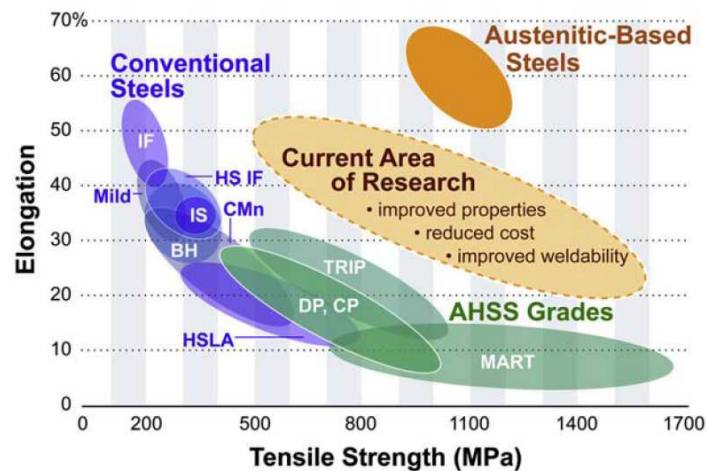 70%
60
50
40
30
20
10
0
Elongation
Conventional
Steels
IF
Mild
HS IF
IS
CMn
BH
HSLA
Austenitic-Based
Steels
Current Area
of Research
• improved properties
• reduced cost
• improved weldability
TRIP
DP, CP
AHSS Grades
MART
0 200 500 800 1100 1400 1700
Tensile Strength (MPa)